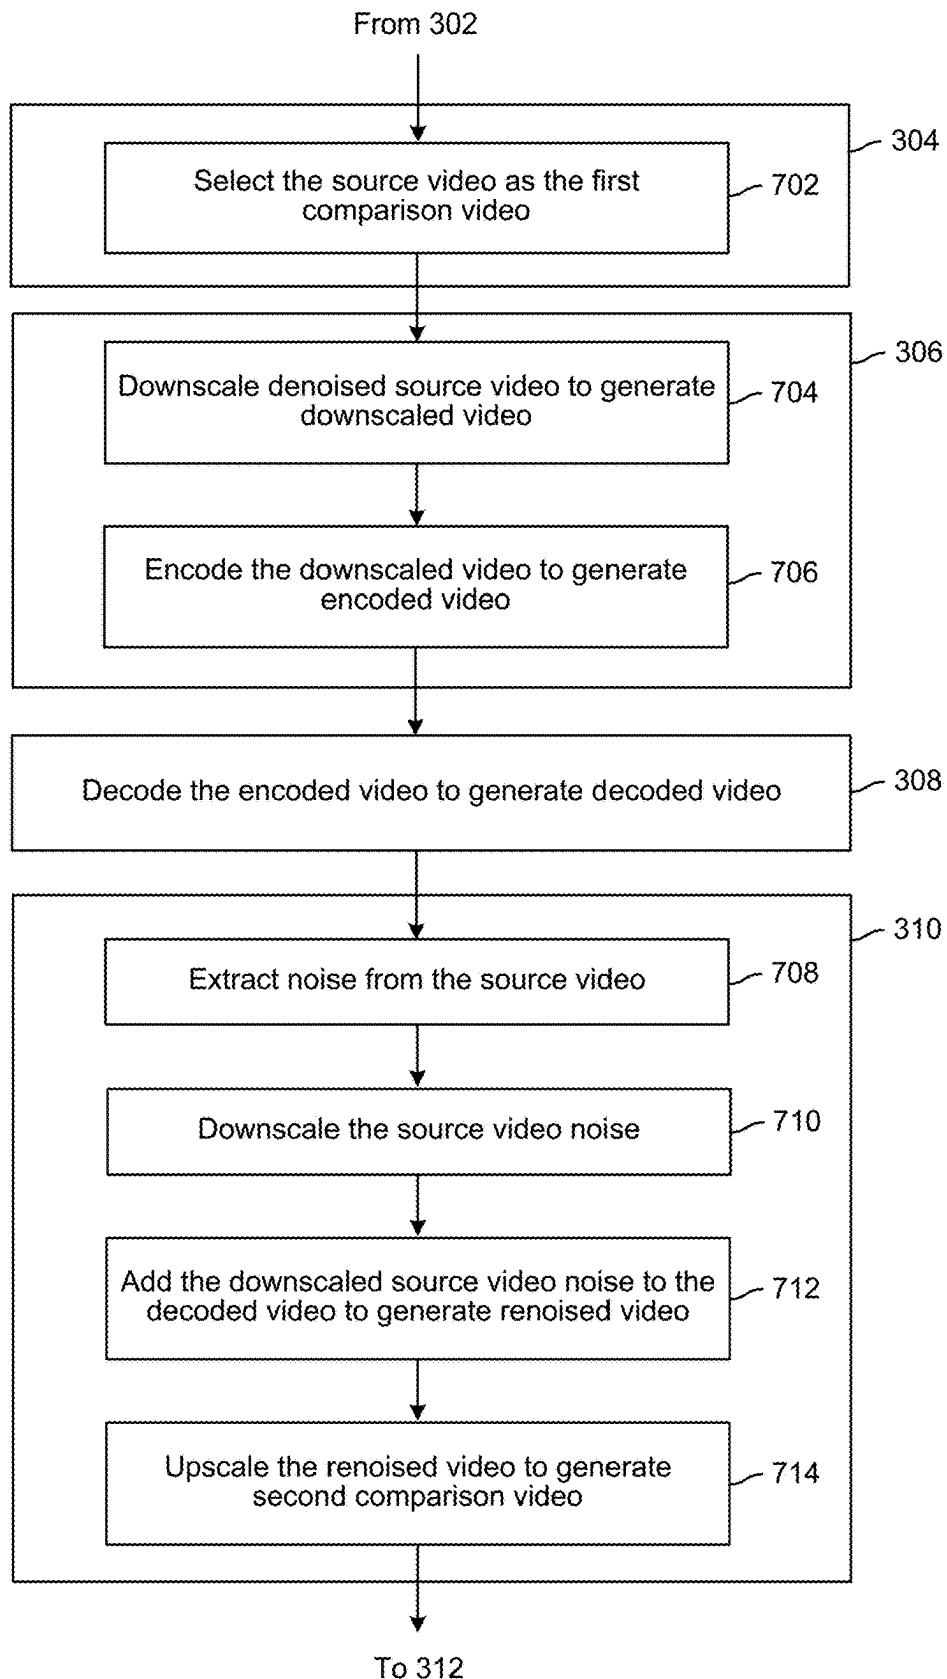 From 302
304
Select the source video as the first
comparison video
702
306
Downscale denoised source video to generate
downscaled video
704
Encode the downscaled video to generate
encoded video
706
Decode the encoded video to generate decoded video
308
310
Extract noise from the source video
708
Downscale the source video noise
710
Add the downscaled source video noise to the
decoded video to generate renoised video
712
Upscale the renoised video to generate
second comparison video
714
To 312